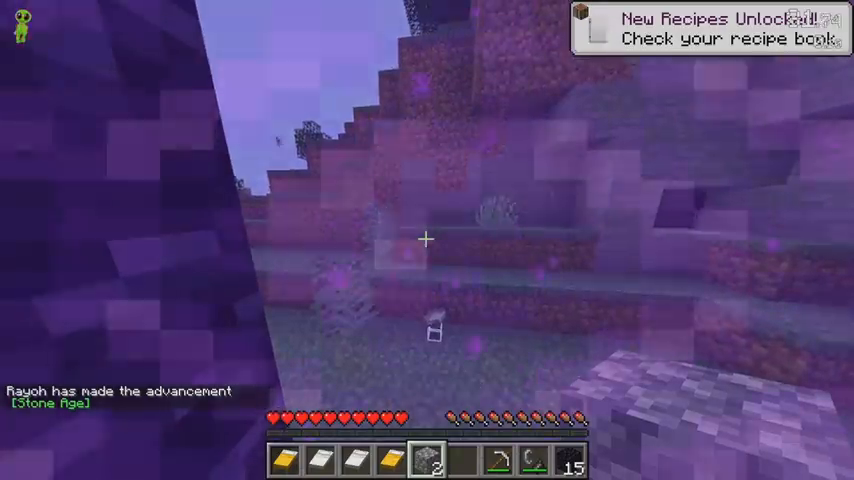 New Recipes Unlocked!
Check your recipe book
Rayoh has made the advancement
[Stone Age]
2
15